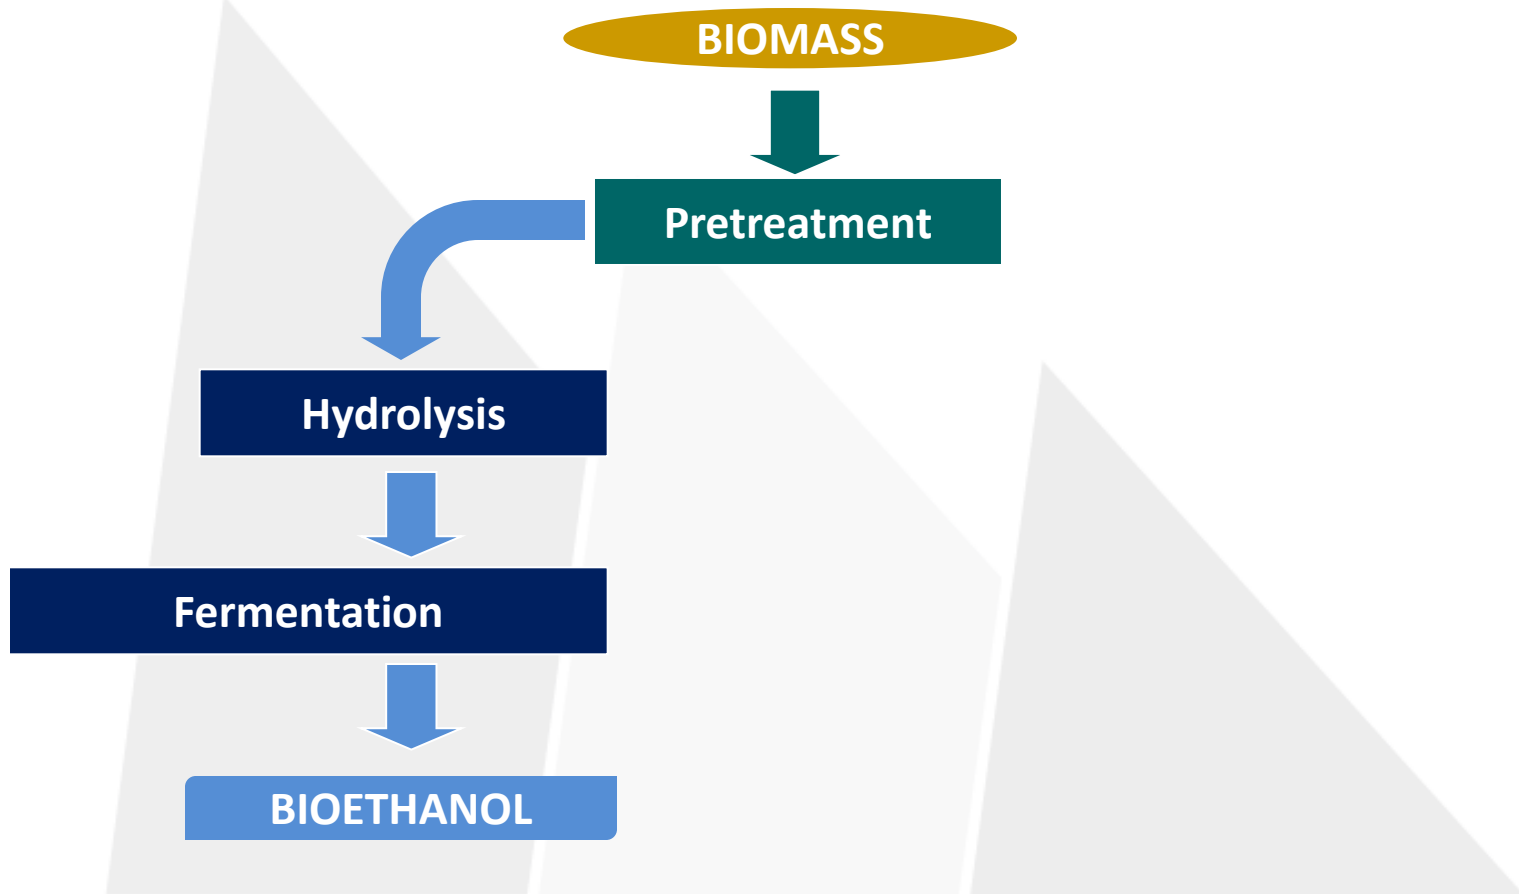 BIOMASS
Pretreatment
Hydrolysis
Fermentation
BIOETHANOL